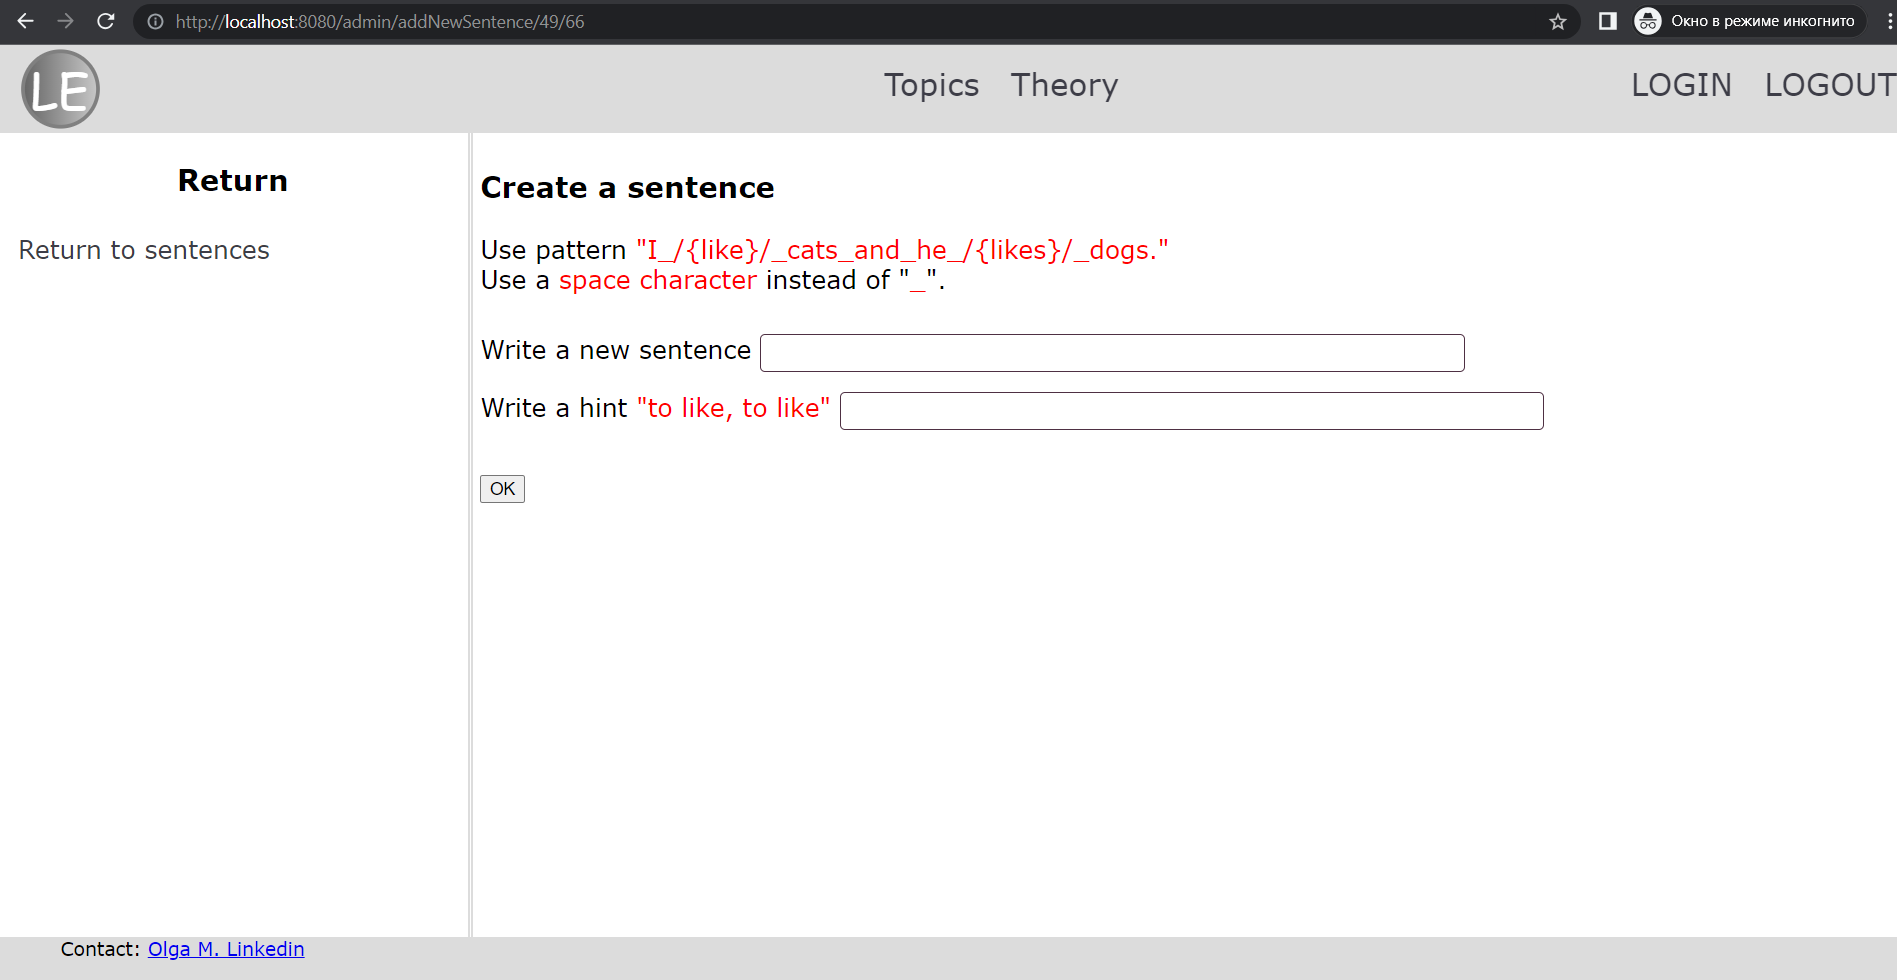 http://localhost:8080/admin/addNewSentence/49/66
Окно в режиме инкогнито
LE
Topics Theory
LOGIN LOGOUT
Return
Return to sentences
Create a sentence
Use pattern "I_/{like}/_cats_and_he_/{likes}/_dogs."
Use a space character instead of "_".
Write a new sentence
Write a hint "to like, to like"
OK
Contact: Olga M. Linkedin